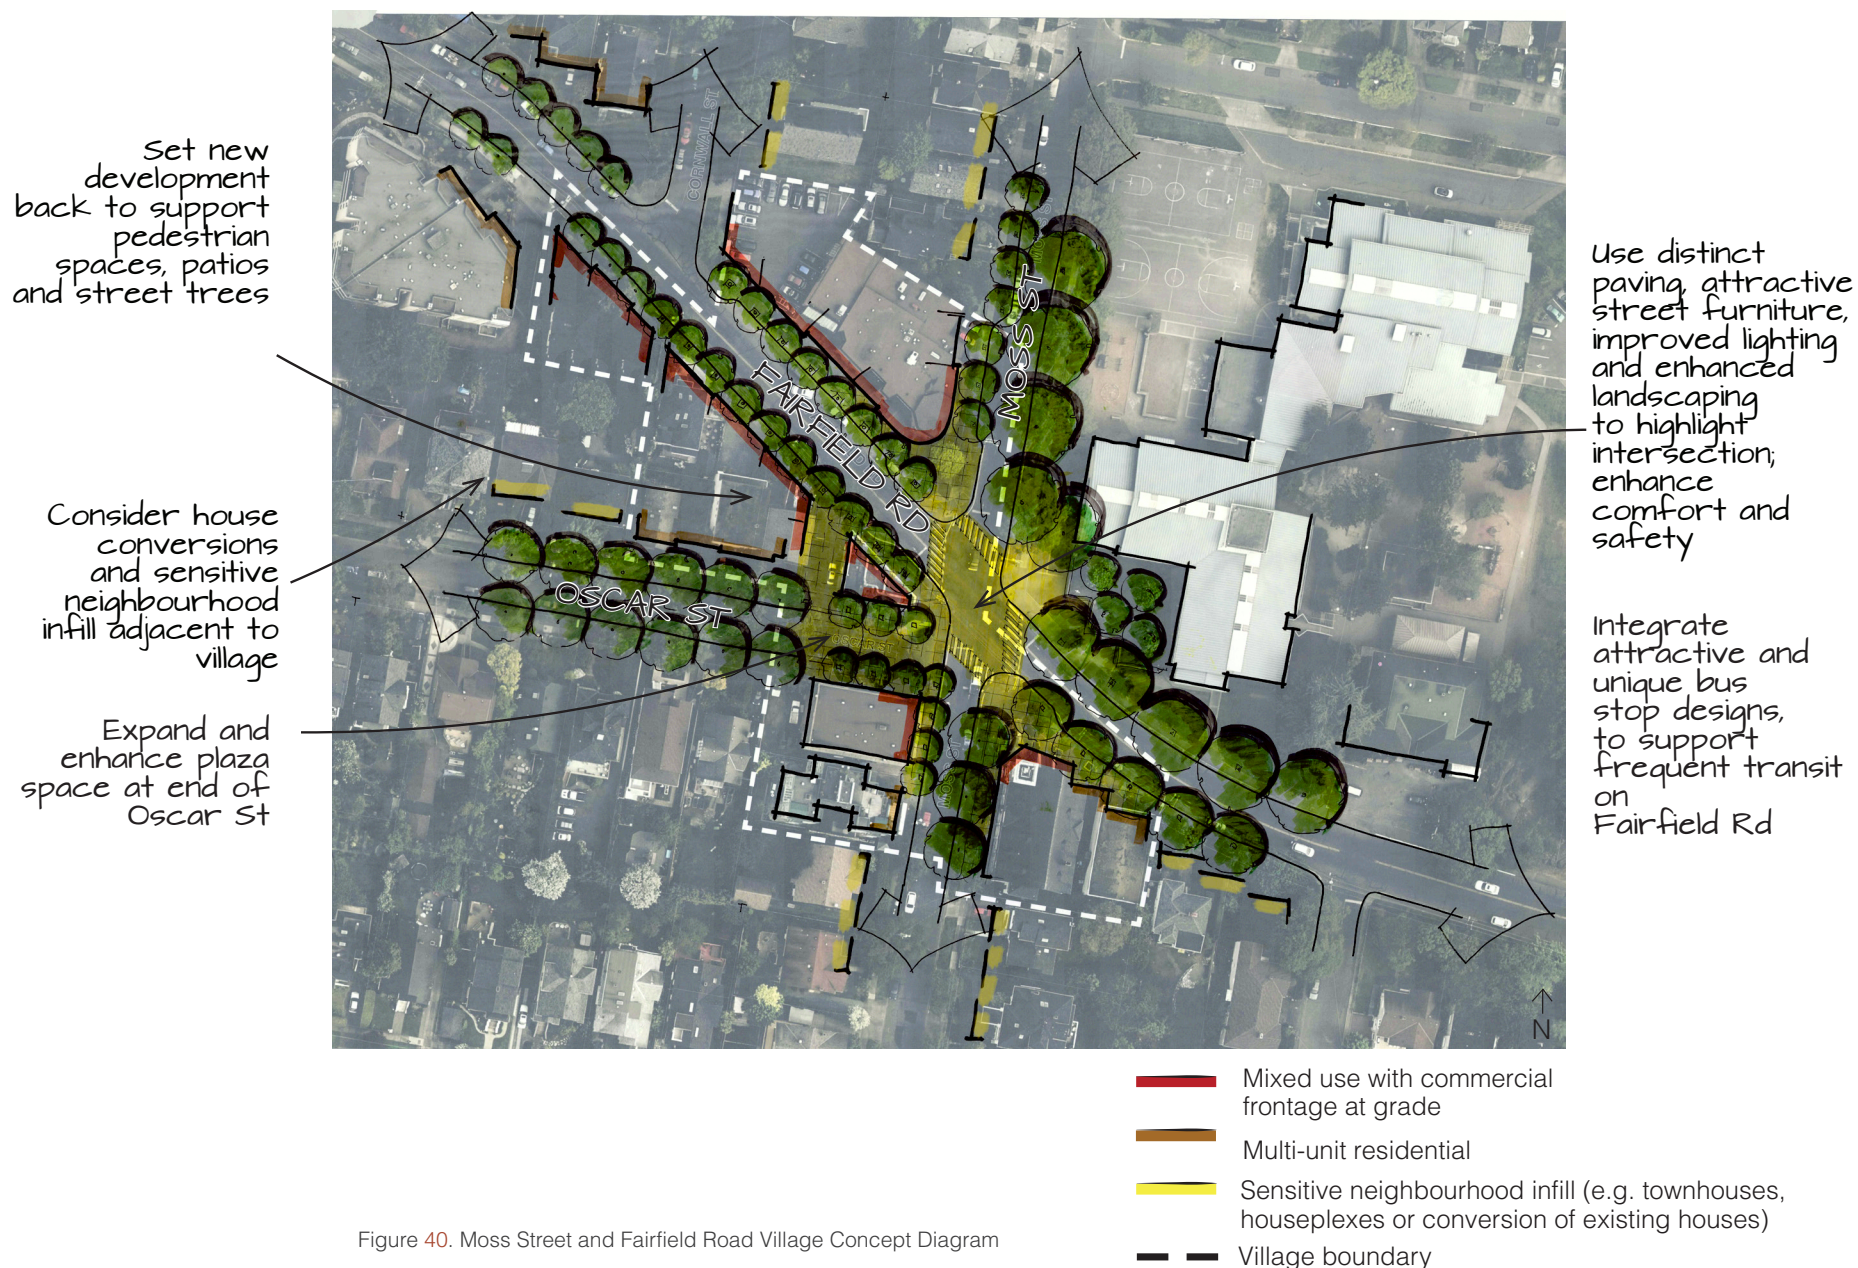 Set new
development
back to support
pedestrian
spaces, patios
and street trees
Consider house
conversions
and sensitive
neighbourhood
infill adjacent to
village
Expand and
enhance plaza
space at end of
Oscar St
CORNWALL ST
MOSS ST
FAIRFIELD RD
OSCAR ST
OSCAR ST
N
Use distinct
paving, attractive
street furniture,
improved lighting
and enhanced
landscaping
to highlight
intersection;
enhance
comfort and
safety
Integrate
attractive and
unique bus
stop designs,
to support
frequent transit
on
Fairfield Rd
Mixed use with commercial
frontage at grade
Multi-unit residential
Sensitive neighbourhood infill (e.g. townhouses,
houseplexes or conversion of existing houses)
Village boundary
Figure 40. Moss Street and Fairfield Road Village Concept Diagram